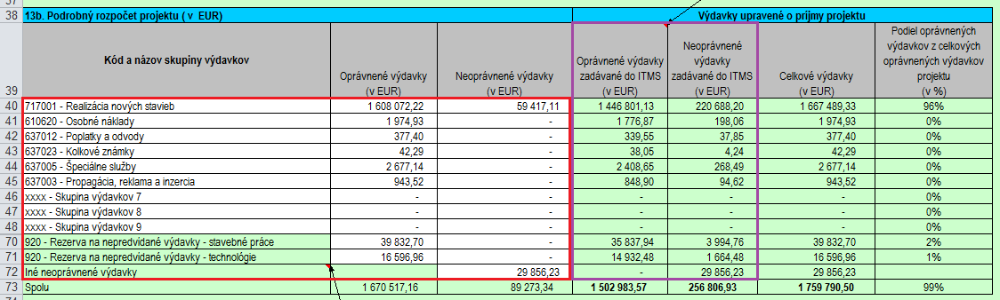 37
38 13b. Podrobný rozpočet projektu ( v EUR) Výdavky upravené o príjmy projektu
39 Kód a názov skupiny výdavkov Oprávnené výdavky (v EUR) Neoprávnené výdavky (v EUR) Oprávnené výdavky zadávané do ITMS (v EUR) Neoprávnené výdavky zadávané do ITMS (v EUR) Celkové výdavky (v EUR) Podiel oprávnených výdavkov z celkových oprávnených výdavkov projektu (v %)
40 717001 - Realizácia nových stavieb 1 608 072,22 59 417,11 1 446 801,13 220 688,20 1 667 489,33 96%
41 610620 - Osobné náklady 1 974,93 - 1 776,87 198,06 1 974,93 0%
42 637012 - Poplatky a odvody 377,40 - 339,55 37,85 377,40 0%
43 637023 - Kolkové známky 42,29 - 38,05 4,24 42,29 0%
44 637005 - Špeciálne služby 2 677,14 - 2 408,65 268,49 2 677,14 0%
45 637003 - Propagácia, reklama a inzercia 943,52 - 848,90 94,62 943,52 0%
46 xxxx - Skupina výdavkov 7 - - - - - 0%
47 xxxx - Skupina výdavkov 8 - - - - - 0%
48 xxxx - Skupina výdavkov 9 - - - - - 0%
70 920 - Rezerva na nepredvídané výdavky - stavebné práce 39 832,70 - 35 837,94 3 994,76 39 832,70 2%
71 920 - Rezerva na nepredvídané výdavky - technológie 16 596,96 - 14 932,48 1 664,48 16 596,96 1%
72 Iné neoprávnené výdavky 29 856,23 - 29 856,23 29 856,23
73 Spolu 1 670 517,16 89 273,34 1 502 983,57 256 806,93 1 759 790,50 99%